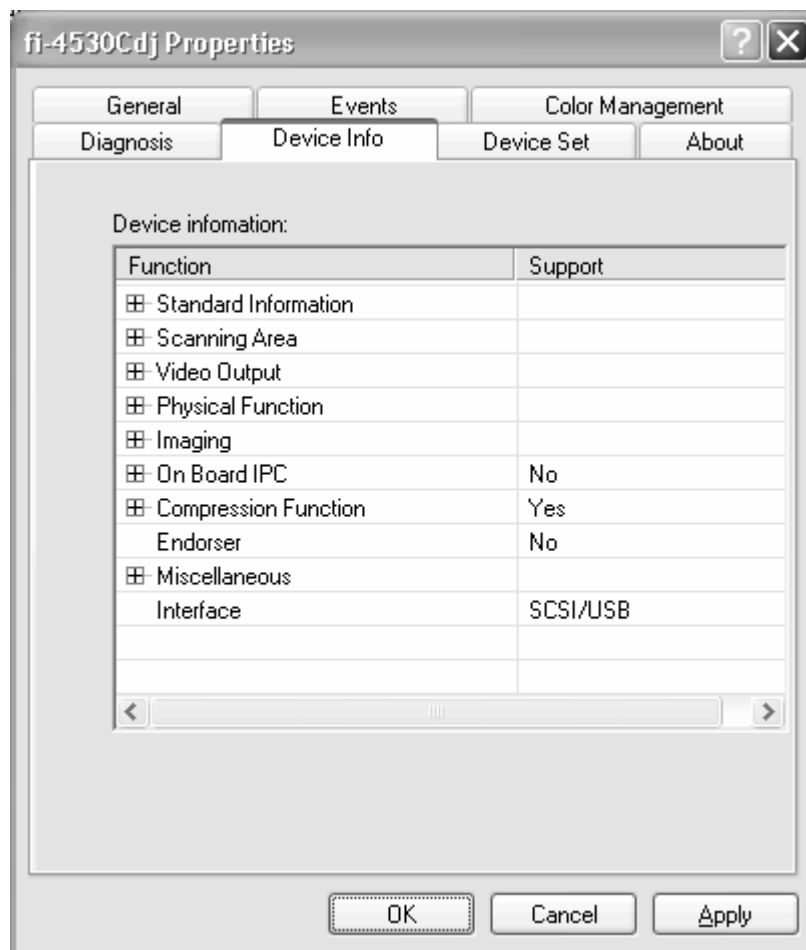 fi-4530Cdj Properties
General Events Color Management
Diagnosis Device Info Device Set About
Device infomation:
Function Support
Standard Information
Scanning Area
Video Output
Physical Function
Imaging
On Board IPC No
Compression Function Yes
Endorser No
Miscellaneous
Interface SCSI/USB
OK Cancel Apply